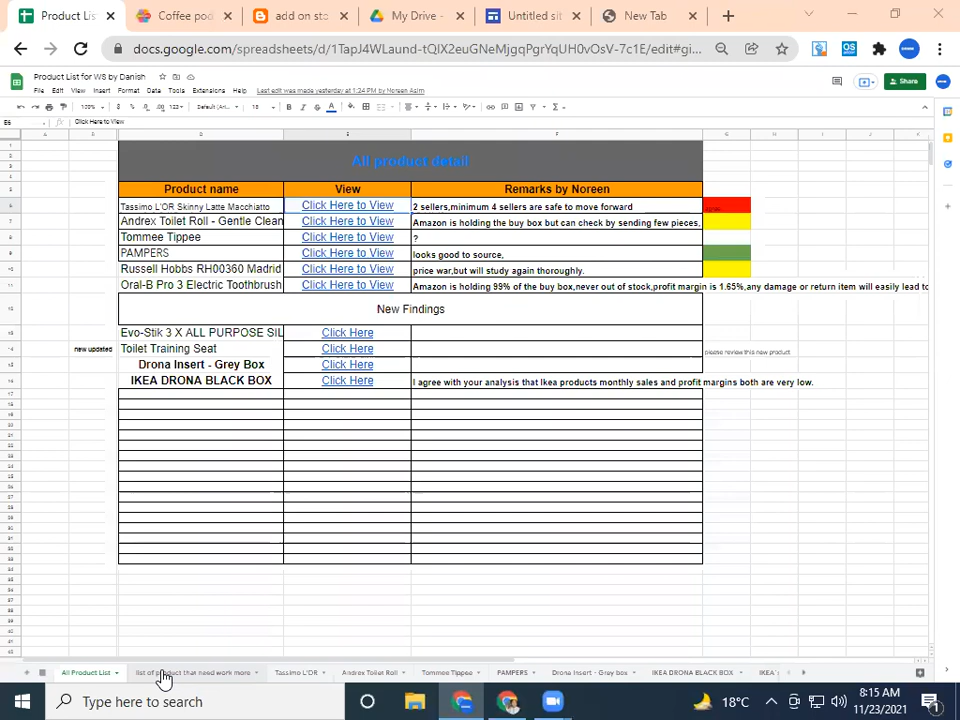 Product Lis
Coffee pod
add on sto
My Drive -
Untitled sit
New Tab
docs.google.com/spreadsheets/d/1TapJ4WLaund-tQIX2euGNeMjgqPgrYqUH0vOsV-7c1E/edit#gi...
Product List for WS by Danish
File Edit View Insert Format Data Tools Extensions Help
Last edit was made yesterday at 1:24 PM by Noreen Asim
Share
100%
Default (Ari...
18
E6
Click Here to View
All product detail
Product name View Remarks by Noreen
Tassimo L'OR Skinny Latte Macchiato Click Here to View 2 sellers,minimum 4 sellers are safe to move forward
Andrex Toilet Roll - Gentle Clean Click Here to View Amazon is holding the buy box but can check by sending few pieces,
Tommee Tippee Click Here to View ?
PAMPERS Click Here to View looks good to source,
Russell Hobbs RH00360 Madrid Click Here to View price war,but will study again thoroughly.
Oral-B Pro 3 Electric Toothbrush Click Here to View Amazon is holding 99% of the buy box,never out of stock,profit margin is 1.65%,any damage or return item will easily lead to
New Findings
Evo-Stik 3 X ALL PURPOSE SIL Click Here
new updated Toilet Training Seat Click Here please review this new product
Drona Insert - Grey Box Click Here
IKEA DRONA BLACK BOX Click Here I agree with your analysis that Ikea products monthly sales and profit margins both are very low.
All Product List list of product that need work more Tassimo L'OR Andrex Toilet Roll Tommee Tippee PAMPERS Drona Insert - Grey box IKEA DRONA BLACK BOX IKEA
Type here to search
18°C
8:15 AM
11/23/2021
1